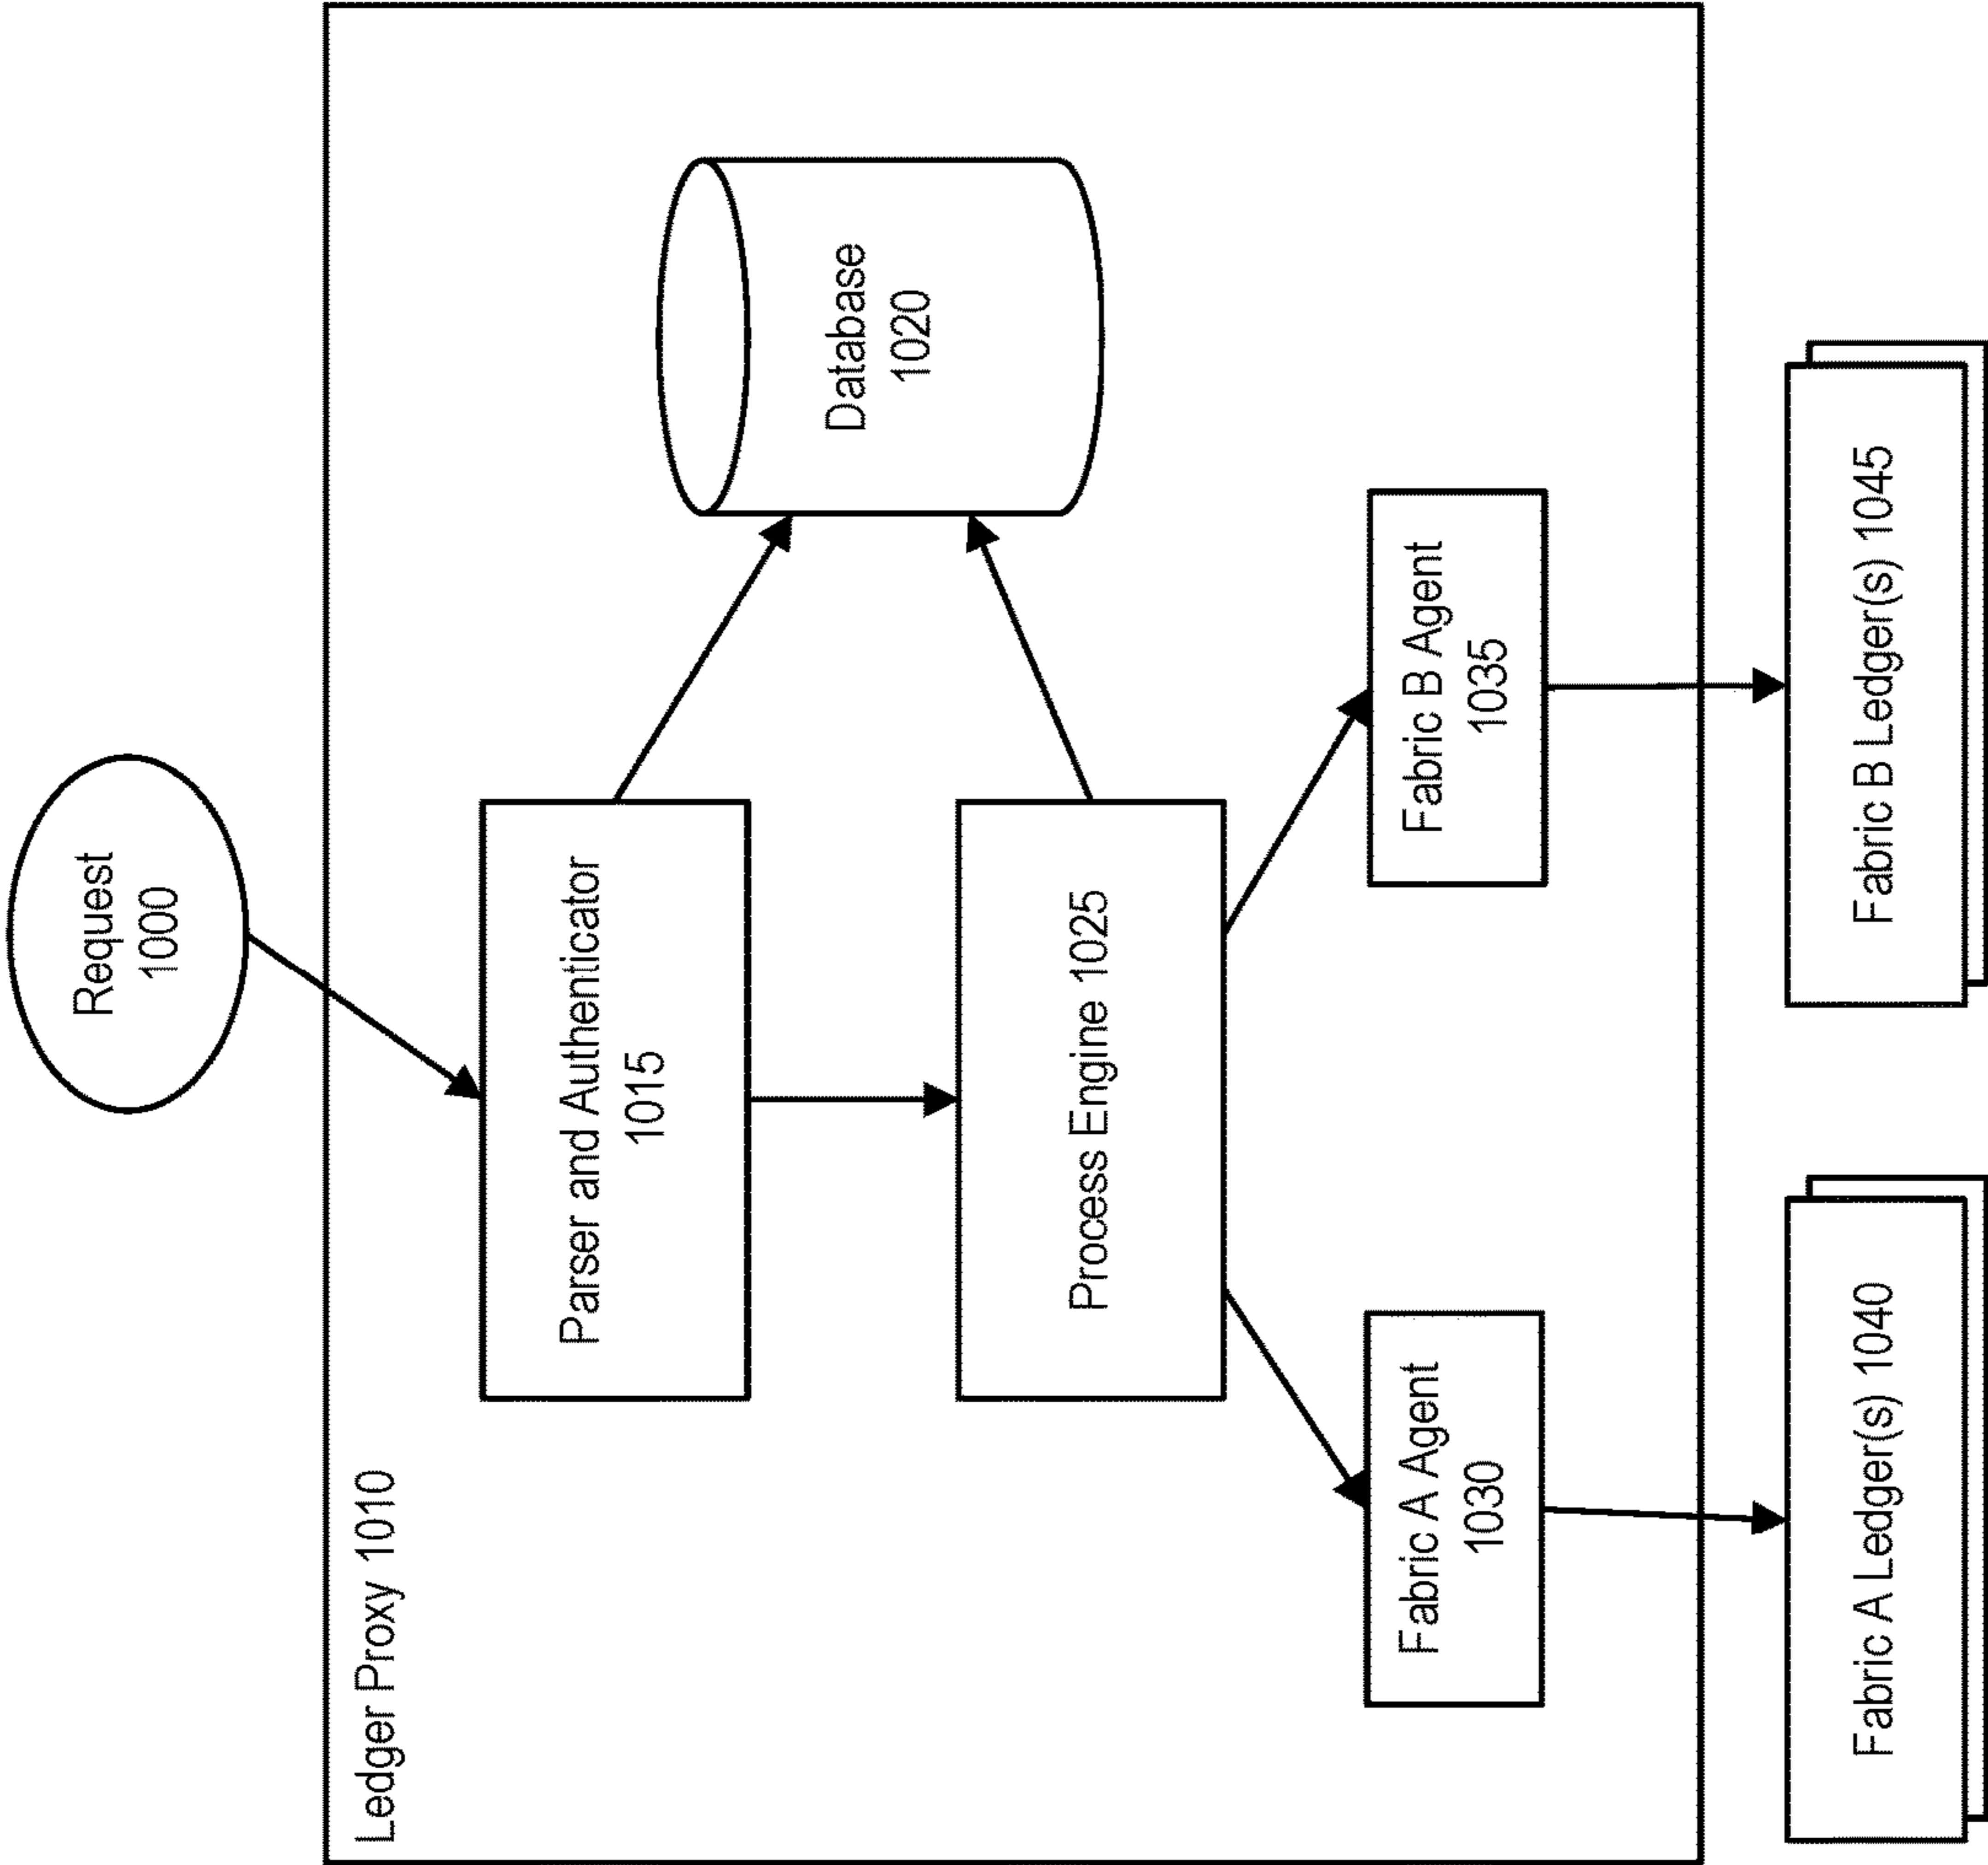 Request
1000
Ledger Proxy 1010
Parser and Authenticator
1015
Database
1020
Process Engine 1025
Fabric A Agent
1030
Fabric B Agent
1035
Fabric A Ledger(s) 1040
Fabric B Ledger(s) 1045